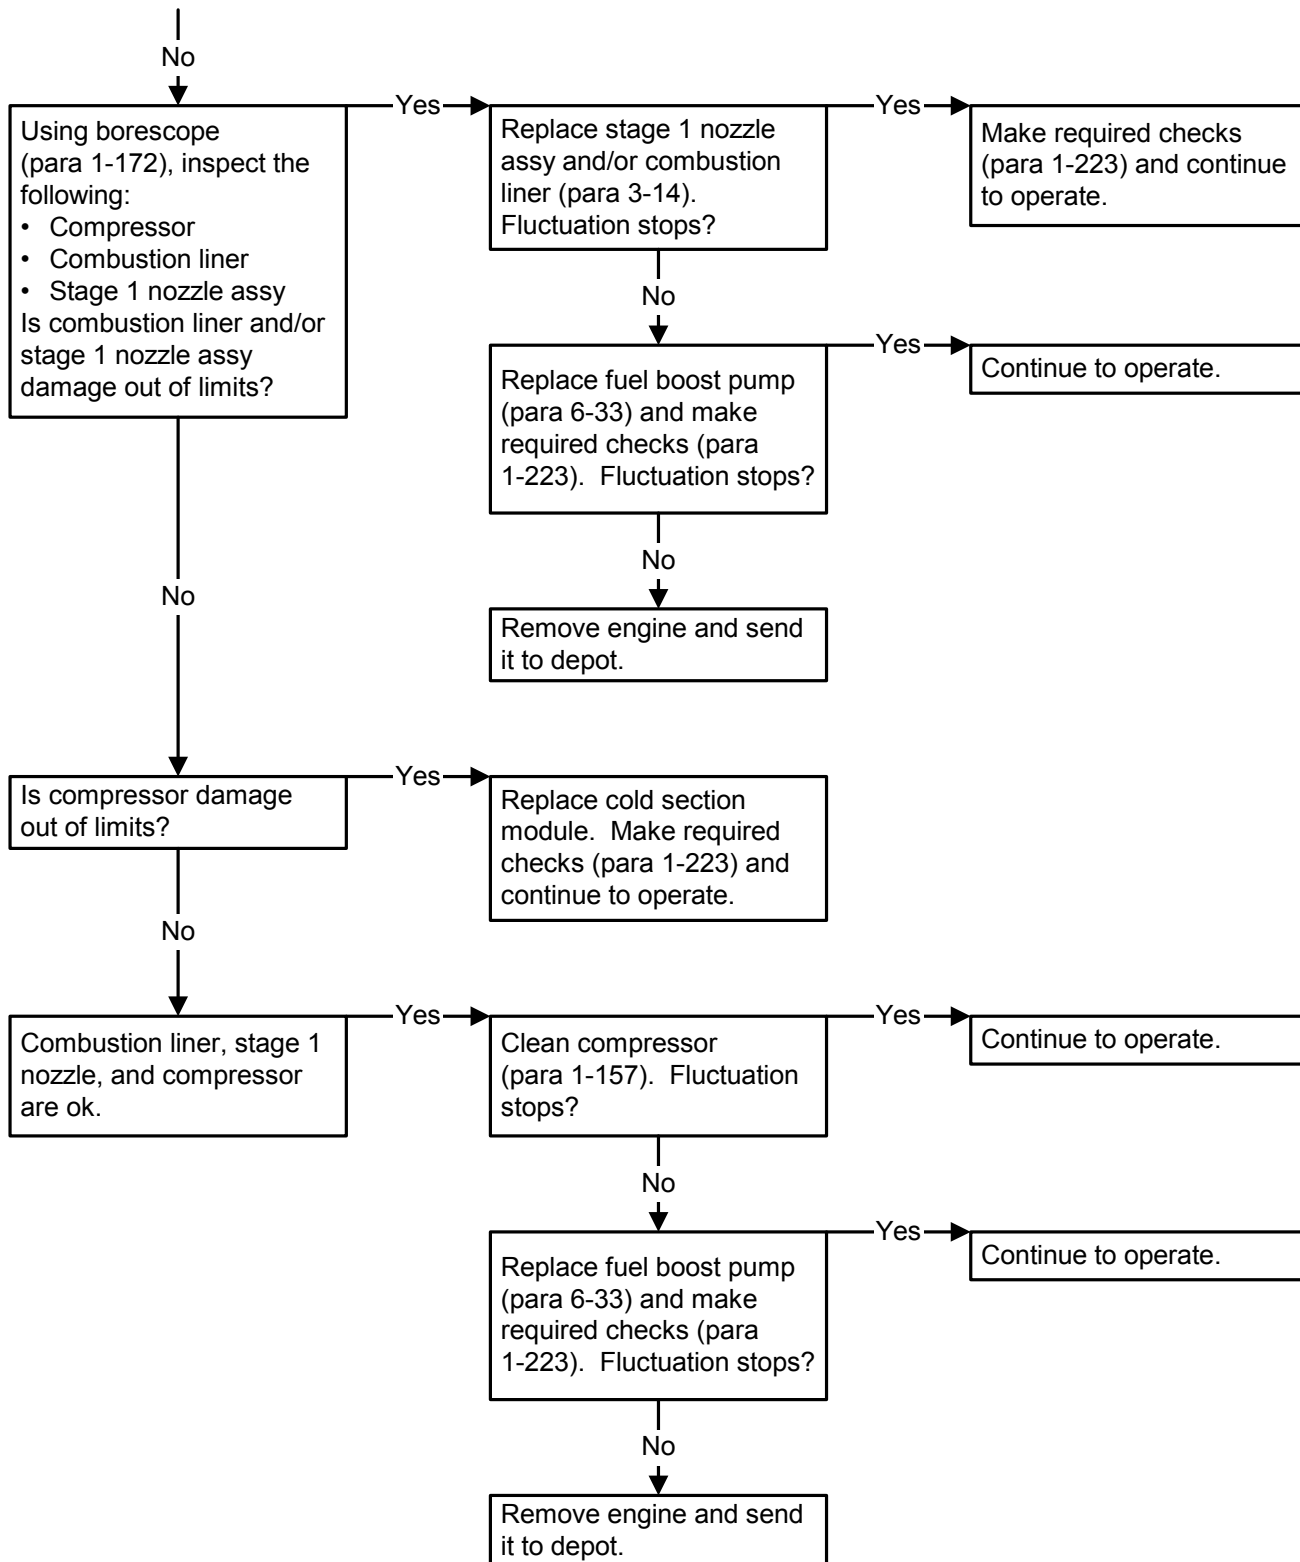 No
Using borescope
(para 1-172), inspect the
following:
• Compressor
• Combustion liner
• Stage 1 nozzle assy
Is combustion liner and/or
stage 1 nozzle assy
damage out of limits?
Yes
Replace stage 1 nozzle
assy and/or combustion
liner (para 3-14).
Fluctuation stops?
Yes
Make required checks
(para 1-223) and continue
to operate.
No
Replace fuel boost pump
(para 6-33) and make
required checks (para
1-223). Fluctuation stops?
Yes
Continue to operate.
No
Remove engine and send
it to depot.
No
Is compressor damage
out of limits?
Yes
Replace cold section
module. Make required
checks (para 1-223) and
continue to operate.
No
Combustion liner, stage 1
nozzle, and compressor
are ok.
Yes
Clean compressor
(para 1-157). Fluctuation
stops?
Yes
Continue to operate.
No
Replace fuel boost pump
(para 6-33) and make
required checks (para
1-223). Fluctuation stops?
Yes
Continue to operate.
No
Remove engine and send
it to depot.